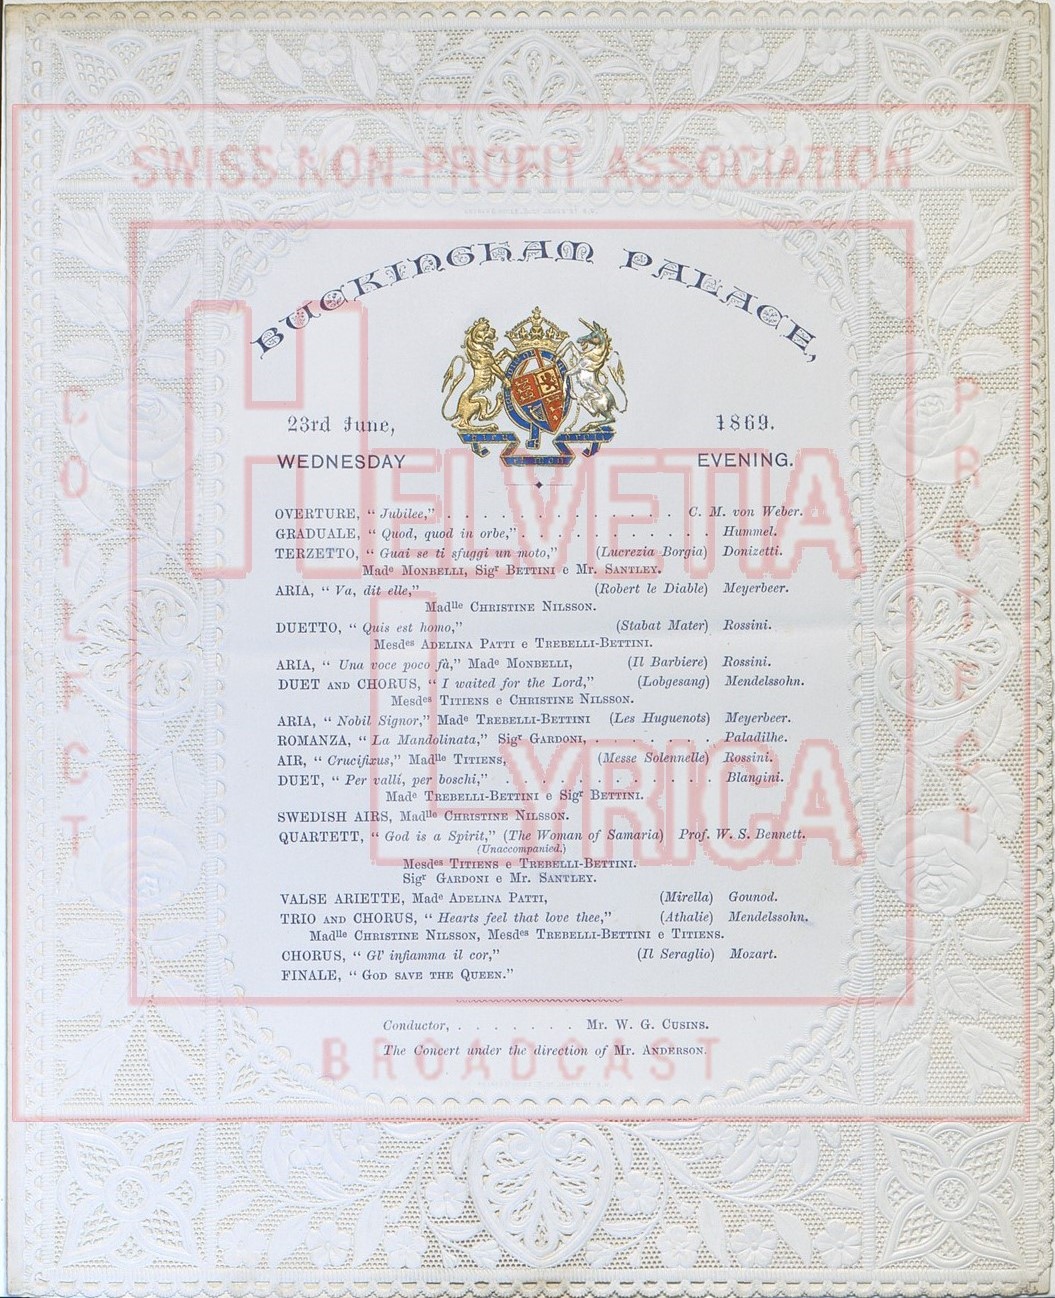 SWISS NON-PROFIT ASSOCIATION
BUCKINGHAM PALACE,
23rd June, 1869.
WEDNESDAY EVENING.
HELVETIA
LYRICA
COLLECT
PROTECT
OVERTURE, “ Jubilee,” . . . . . . . . . . . . . . C. M. von Weber.
GRADUALE, “ Quod, quod in orbe,” . . . . . . . . . . . . Hummel.
TERZETTO, “ Guai se ti sfuggi un moto,” (Lucrezia Borgia) Donizetti.
Made MONBELLI, Sigr BETTINI e Mr. SANTLEY.
ARIA, “ Va, dit elle,” (Robert le Diable) Meyerbeer.
Madlle CHRISTINE NILSSON.
DUETTO, “ Quis est homo,” (Stabat Mater) Rossini.
Mesdes ADELINA PATTI e TREBELLI-BETTINI.
ARIA, “ Una voce poco fà,” Made MONBELLI, (Il Barbiere) Rossini.
DUET AND CHORUS, “ I waited for the Lord,” (Lobgesang) Mendelssohn.
Mesdes TITIENS e CHRISTINE NILSSON.
ARIA, “ Nobil Signor,” Made TREBELLI-BETTINI (Les Huguenots) Meyerbeer.
ROMANZA, “ La Mandolinata,” Sigr GARDONI, . . . . . . . Paladilhe.
AIR, “ Crucifixus,” Madlle TITIENS, (Messe Solennelle) Rossini.
DUET, “ Per valli, per boschi,” . . . . . . . . . . . . Blangini.
Made TREBELLI-BETTINI e Sigr BETTINI.
SWEDISH AIRS, Madlle CHRISTINE NILSSON.
QUARTETT, “ God is a Spirit,” (The Woman of Samaria) Prof. W. S. Bennett.
(Unaccompanied.)
Mesdes TITIENS e TREBELLI-BETTINI.
Sigr GARDONI e Mr. SANTLEY.
VALSE ARIETTE, Made ADELINA PATTI, (Mirella) Gounod.
TRIO AND CHORUS, “ Hearts feel that love thee,” (Athalie) Mendelssohn.
Madlle CHRISTINE NILSSON, Mesdes TREBELLI-BETTINI e TITIENS.
CHORUS, “ Gl’ infiamma il cor,” (Il Seraglio) Mozart.
FINALE, “ GOD SAVE THE QUEEN.”
Conductor, . . . . . . . . Mr. W. G. CUSINS.
The Concert under the direction of Mr. ANDERSON.
BROADCAST